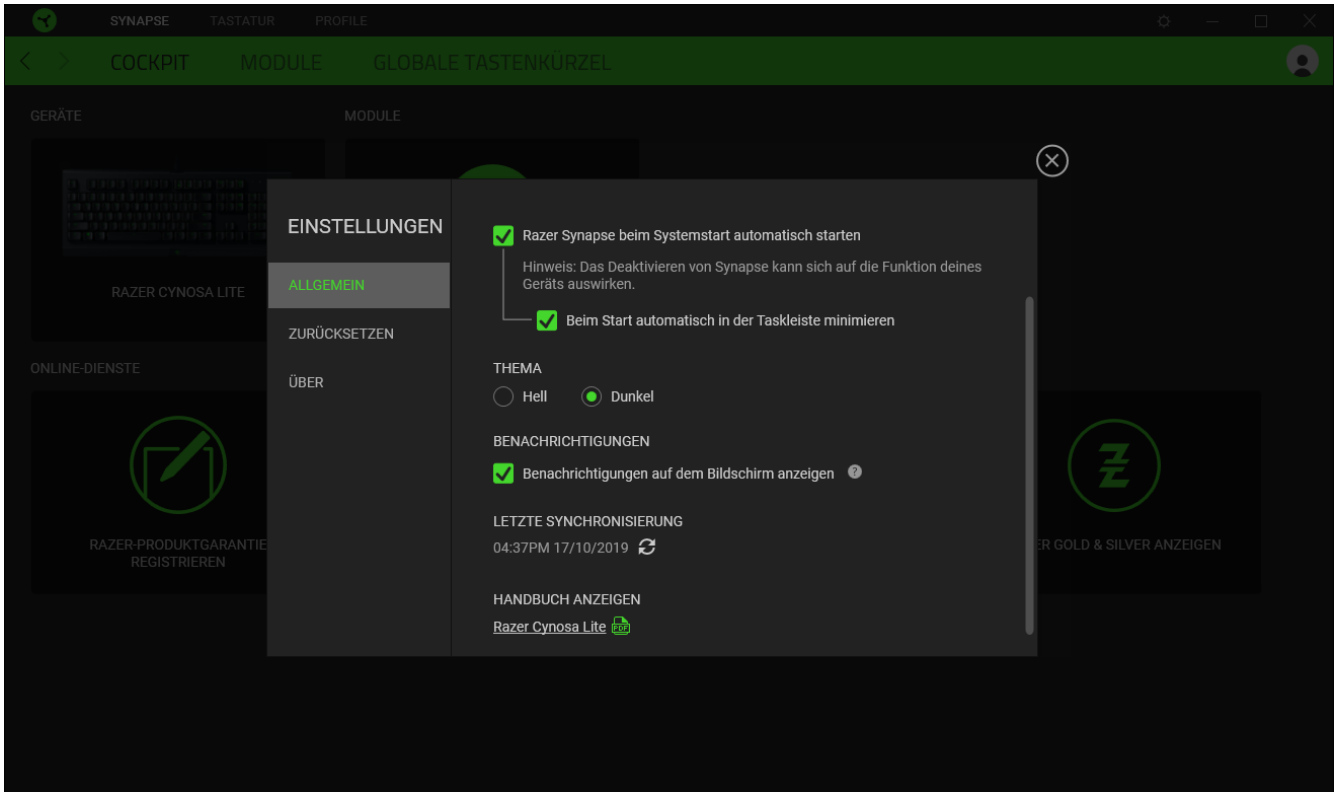 SYNAPSE TASTATUR PROFILE
COCKPIT MODULE GLOBALE TASTENKÜRZEL
GERÄTE
MODULE
RAZER CYNOSA LITE
ONLINE-DIENSTE
RAZER-PRODUKTGARANTIE
REGISTRIEREN
GOLD & SILVER ANZEIGEN
EINSTELLUNGEN
ALLGEMEIN
ZURÜCKSETZEN
ÜBER
Razer Synapse beim Systemstart automatisch starten
Hinweis: Das Deaktivieren von Synapse kann sich auf die Funktion deines
Geräts auswirken.
Beim Start automatisch in der Taskleiste minimieren
THEMA
Hell Dunkel
BENACHRICHTIGUNGEN
Benachrichtigungen auf dem Bildschirm anzeigen ?
LETZTE SYNCHRONISIERUNG
04:37PM 17/10/2019
HANDBUCH ANZEIGEN
Razer Cynosa Lite PDF